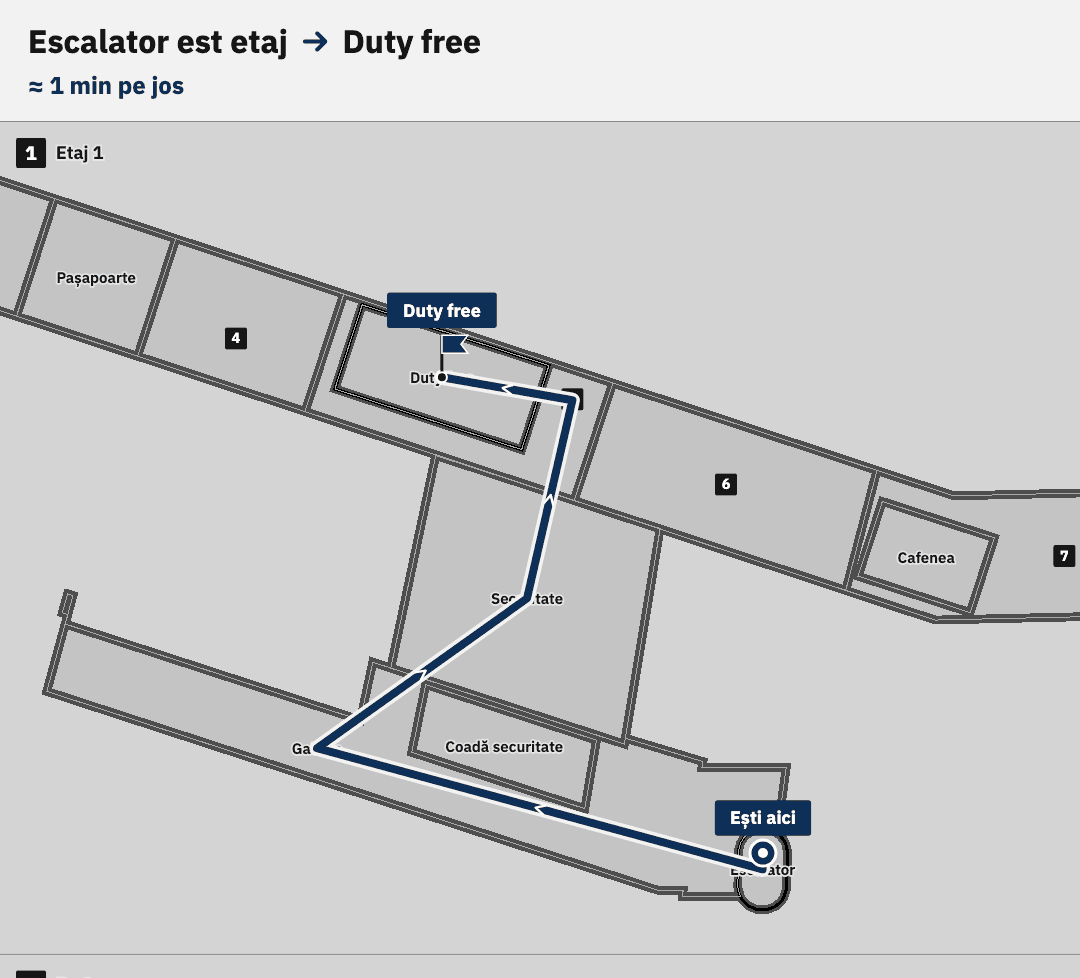 Escalator est etaj → Duty free
≈ 1 min pe jos
1 Etaj 1
Pașapoarte
4
Duty free
6
Cafenea
7
Coadă securitate
Ești aici